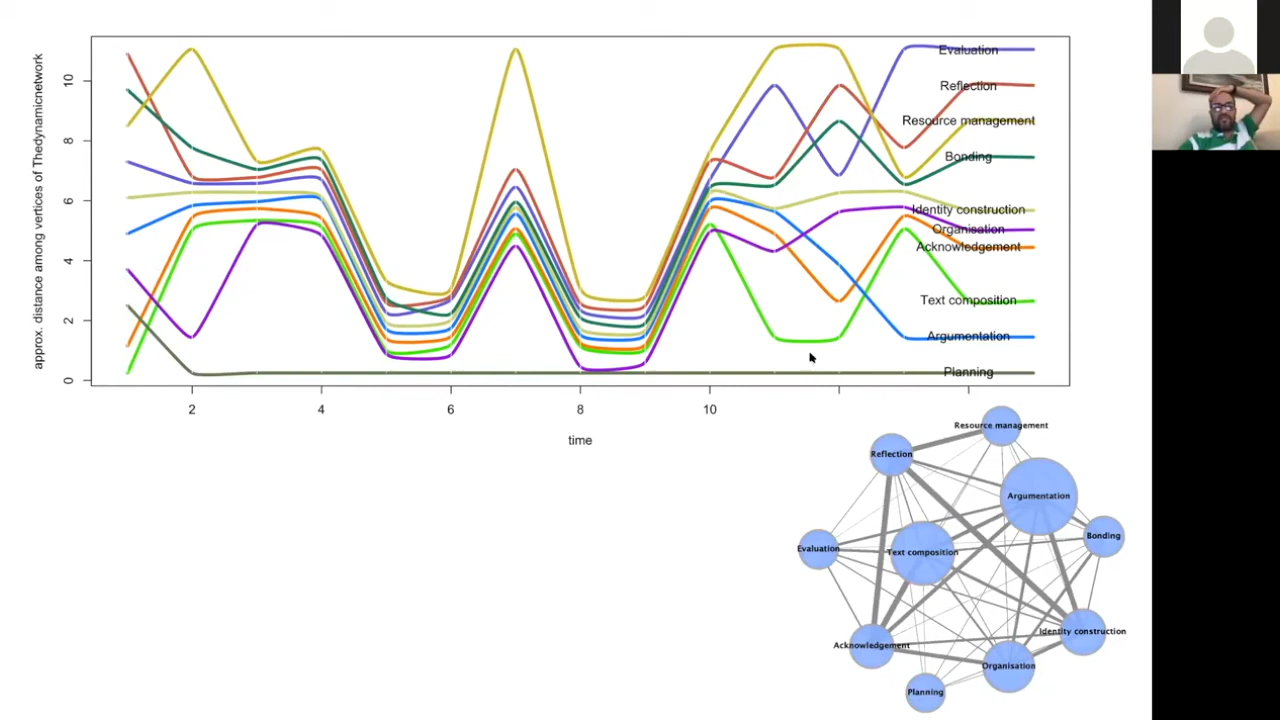 approx. distance among vertices of Thedynamicnetwork
10
8
6
4
2
0
Evaluation
Reflection
Resource management
Bonding
Identity construction
Organisation
Acknowledgement
Text composition
Argumentation
Planning
2
4
6
8
10
time
Resource management
Reflection
Argumentation
Bonding
Evaluation
Text composition
Identity construction
Acknowledgement
Organisation
Planning